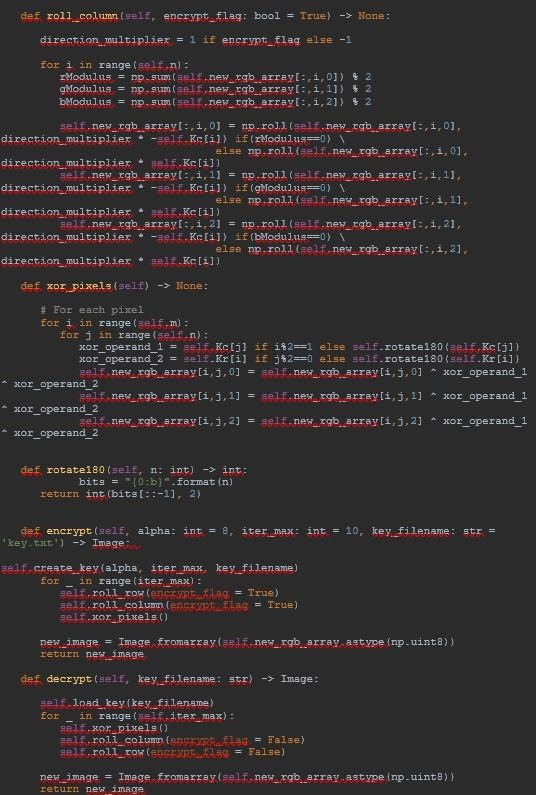 def roll_column(self, encrypt_flag: bool = True) -> None:
direction_multiplier = 1 if encrypt_flag else -1
for i in range(self.n):
rModulus = np.sum(self.new_rgb_array[:,i,0]) % 2
gModulus = np.sum(self.new_rgb_array[:,i,1]) % 2
bModulus = np.sum(self.new_rgb_array[:,i,2]) % 2
self.new_rgb_array[:,i,0] = np.roll(self.new_rgb_array[:,i,0],
direction_multiplier * -self.Kc[i]) if(rModulus==0) \
else np.roll(self.new_rgb_array[:,i,0],
direction_multiplier * self.Kc[i])
self.new_rgb_array[:,i,1] = np.roll(self.new_rgb_array[:,i,1],
direction_multiplier * -self.Kc[i]) if(gModulus==0) \
else np.roll(self.new_rgb_array[:,i,1],
direction_multiplier * self.Kc[i])
self.new_rgb_array[:,i,2] = np.roll(self.new_rgb_array[:,i,2],
direction_multiplier * -self.Kc[i]) if(bModulus==0) \
else np.roll(self.new_rgb_array[:,i,2],
direction_multiplier * self.Kc[i])
def xor_pixels(self) -> None:
# For each pixel
for i in range(self.m):
for j in range(self.n):
xor_operand_1 = self.Kc[j] if i%2==1 else self.rotate180(self.Kc[j])
xor_operand_2 = self.Kr[i] if j%2==0 else self.rotate180(self.Kr[i])
self.new_rgb_array[i,j,0] = self.new_rgb_array[i,j,0] ^ xor_operand_1
^ xor_operand_2
self.new_rgb_array[i,j,1] = self.new_rgb_array[i,j,1] ^ xor_operand_1
^ xor_operand_2
self.new_rgb_array[i,j,2] = self.new_rgb_array[i,j,2] ^ xor_operand_1
^ xor_operand_2
def rotate180(self, n: int) -> int:
bits = "{0:b}".format(n)
return int(bits[::-1], 2)
def encrypt(self, alpha: int = 8, iter_max: int = 10, key_filename: str =
'key.txt') -> Image:
self.create_key(alpha, iter_max, key_filename)
for _ in range(iter_max):
self.roll_row(encrypt_flag = True)
self.roll_column(encrypt_flag = True)
self.xor_pixels()
new_image = Image.fromarray(self.new_rgb_array.astype(np.uint8))
return new_image
def decrypt(self, key_filename: str) -> Image:
self.load_key(key_filename)
for _ in range(self.iter_max):
self.xor_pixels()
self.roll_column(encrypt_flag = False)
self.roll_row(encrypt_flag = False)
new_image = Image.fromarray(self.new_rgb_array.astype(np.uint8))
return new_image